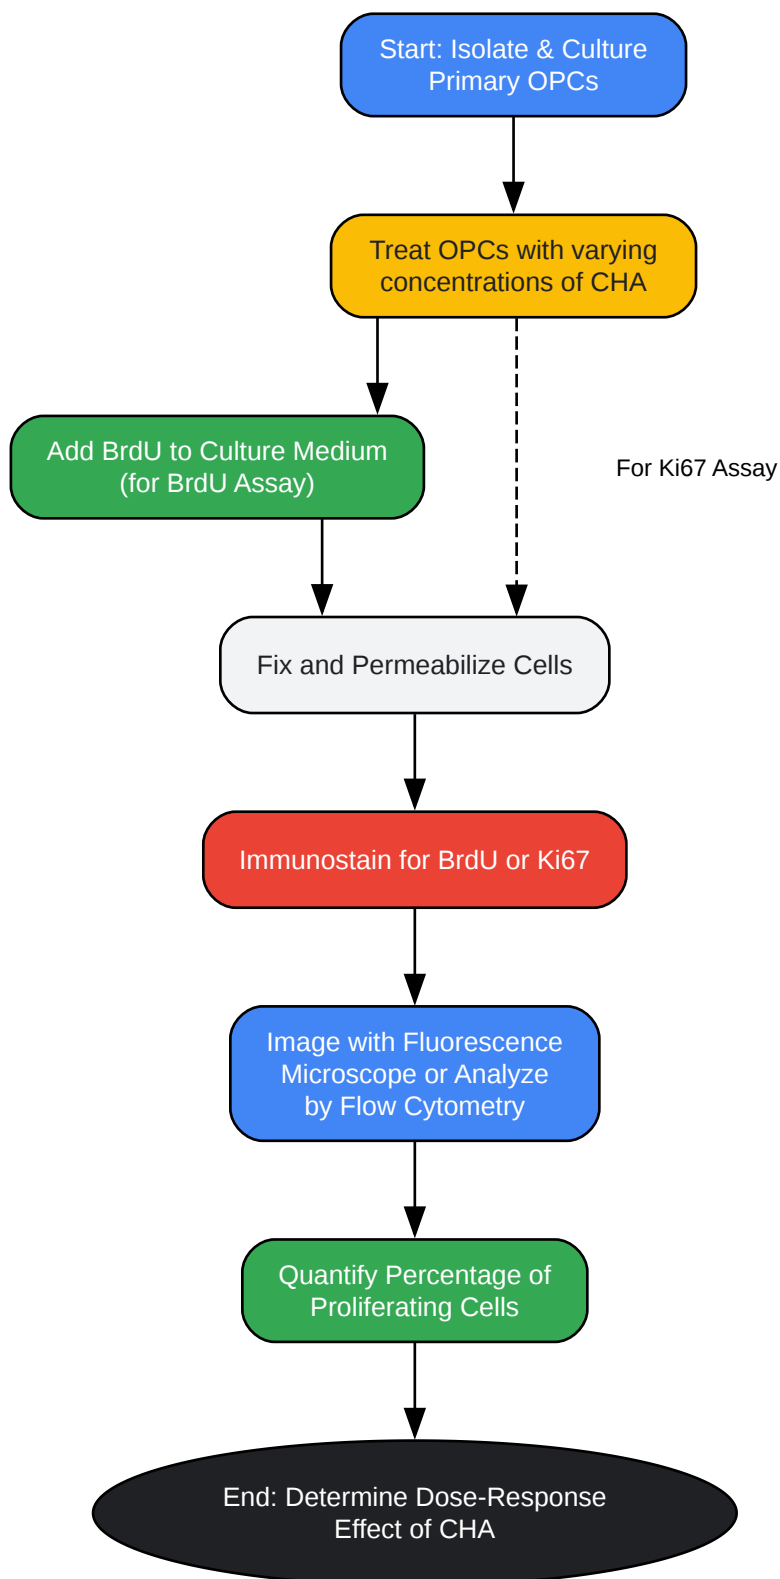 Start: Isolate & Culture
Primary OPCs
Treat OPCs with varying
concentrations of CHA
Add BrdU to Culture Medium
(for BrdU Assay)
For Ki67 Assay
Fix and Permeabilize Cells
Immunostain for BrdU or Ki67
Image with Fluorescence
Microscope or Analyze
by Flow Cytometry
Quantify Percentage of
Proliferating Cells
End: Determine Dose-Response
Effect of CHA